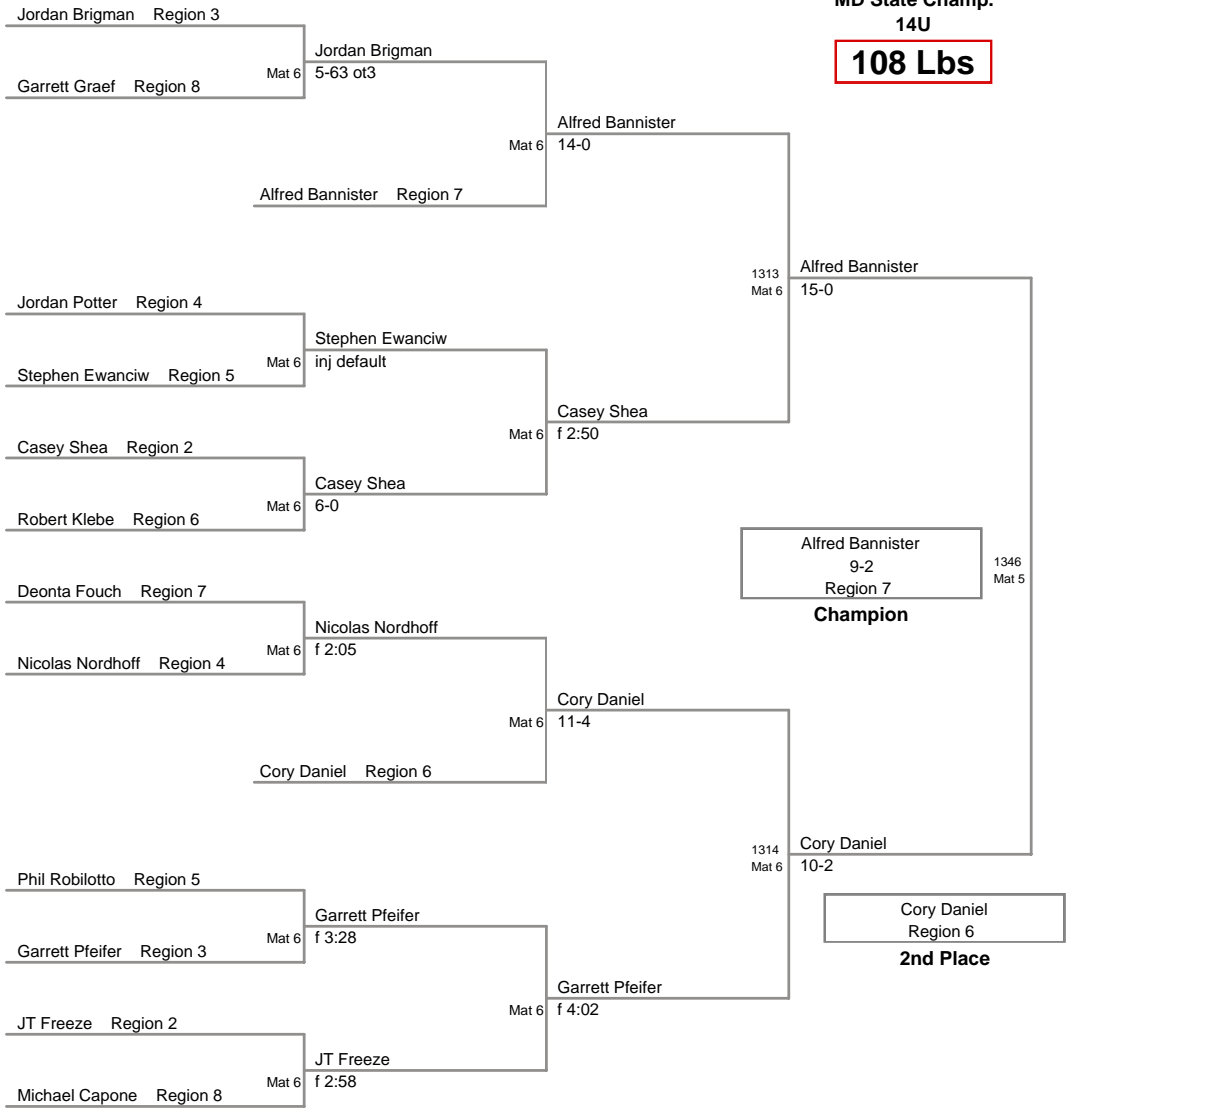 MD State Champ.
14U
108 Lbs
Jordan Brigman Region 3
Jordan Brigman
Mat 6 5-63 ot3
Garrett Graef Region 8
Alfred Bannister
Mat 6 14-0
Alfred Bannister Region 7
Alfred Bannister
1313
Mat 6 15-0
Jordan Potter Region 4
Stephen Ewanciw
Mat 6 inj default
Stephen Ewanciw Region 5
Casey Shea
Mat 6 f 2:50
Casey Shea Region 2
Casey Shea
Mat 6 6-0
Robert Klebe Region 6
Alfred Bannister
9-2
Region 7
Champion
1346
Mat 5
Deonta Fouch Region 7
Nicolas Nordhoff
Mat 6 f 2:05
Nicolas Nordhoff Region 4
Cory Daniel
Mat 6 11-4
Cory Daniel Region 6
Cory Daniel
1314
Mat 6 10-2
Phil Robilotto Region 5
Cory Daniel
Region 6
2nd Place
Garrett Pfeifer
Mat 6 f 3:28
Garrett Pfeifer Region 3
Garrett Pfeifer
Mat 6 f 4:02
JT Freeze Region 2
JT Freeze
Mat 6 f 2:58
Michael Capone Region 8